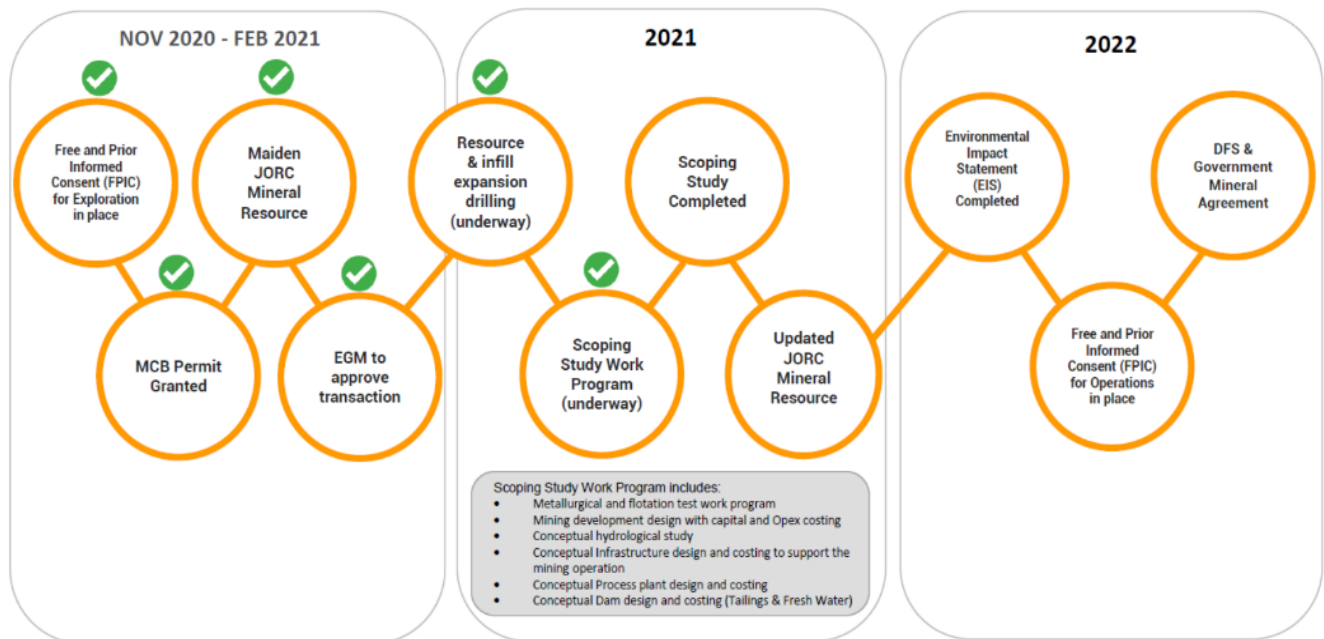 NOV 2020 - FEB 2021
Free and Prior
Informed
Consent (FPIC)
for Exploration
in place
MCB Permit
Granted
Maiden
JORC
Mineral
Resource
EGM to
approve
transaction
2021
Resource
& infill
expansion
drilling
(underway)
Scoping
Study Work
Program
(underway)
Scoping
Study
Completed
Updated
JORC
Mineral
Resource
Scoping Study Work Program includes:
• Metallurgical and flotation test work program
• Mining development design with capital and Opex costing
• Conceptual hydrological study
• Conceptual Infrastructure design and costing to support the
mining operation
• Conceptual Process plant design and costing
• Conceptual Dam design and costing (Tailings & Fresh Water)
2022
Environmental
Impact
Statement
(EIS)
Completed
Free and Prior
Informed
Consent (FPIC)
for Operations
in place
DFS &
Government
Mineral
Agreement